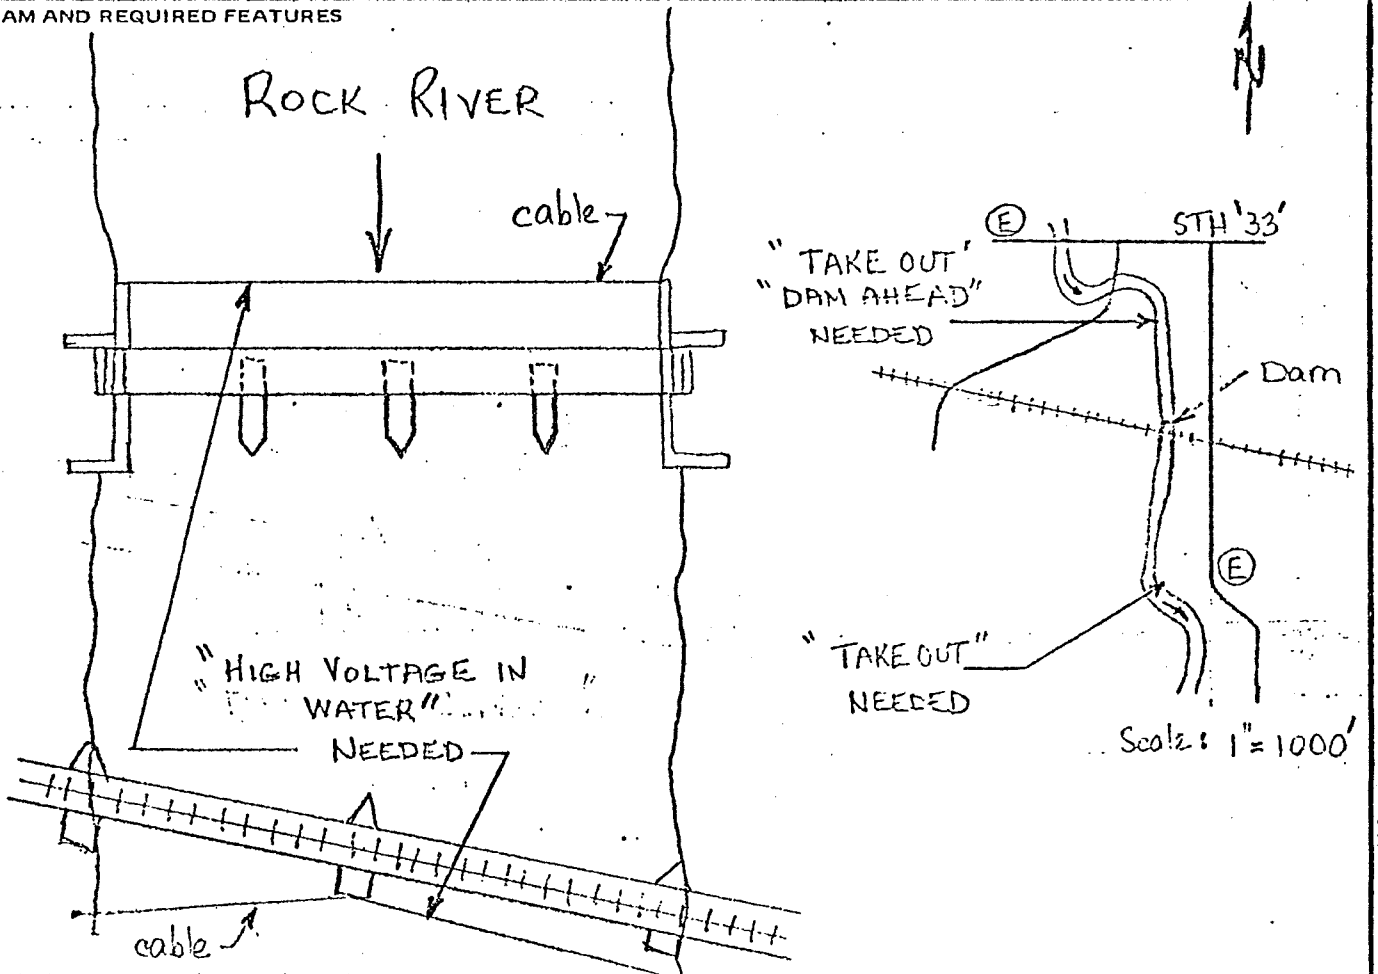 AM AND REQUIRED FEATURES
ROCK RIVER
N
cable
E
STH '33'
" TAKE OUT '
" DAM AHEAD"
NEEDED
Dam
E
" HIGH VOLTAGE IN
WATER"
NEEDED
" TAKE OUT"
NEEDED
Scale: 1"= 1000'
cable